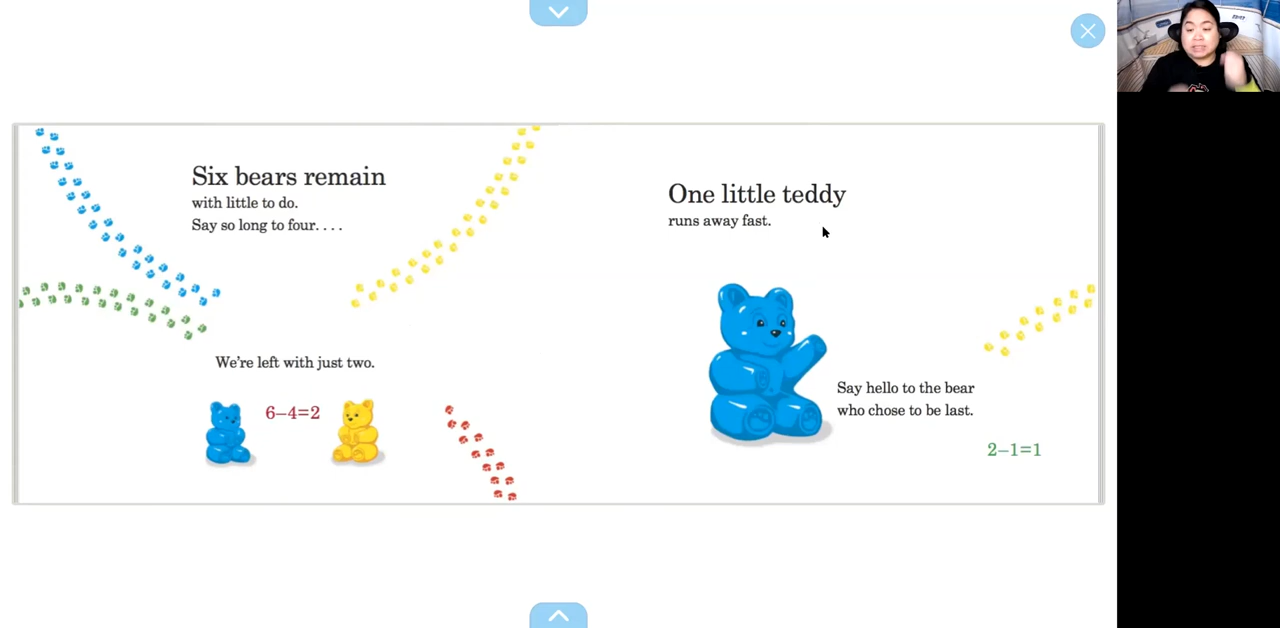 Six bears remain
with little to do.
Say so long to four. . . .
We're left with just two.
6–4=2
One little teddy
runs away fast.
Say hello to the bear
who chose to be last.
2–1=1